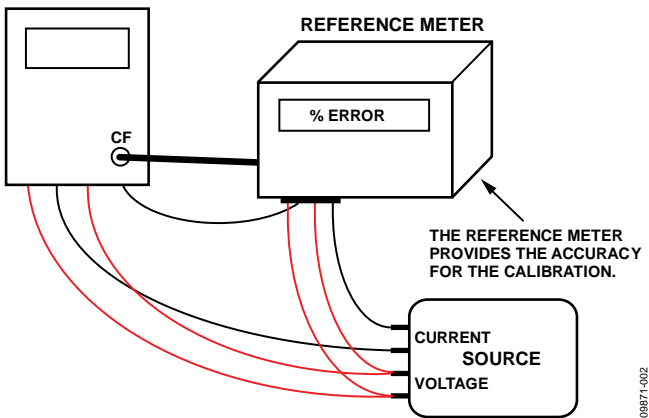 REFERENCE METER
% ERROR
CF
THE REFERENCE METER
PROVIDES THE ACCURACY
FOR THE CALIBRATION.
CURRENT
SOURCE
VOLTAGE
09871-002